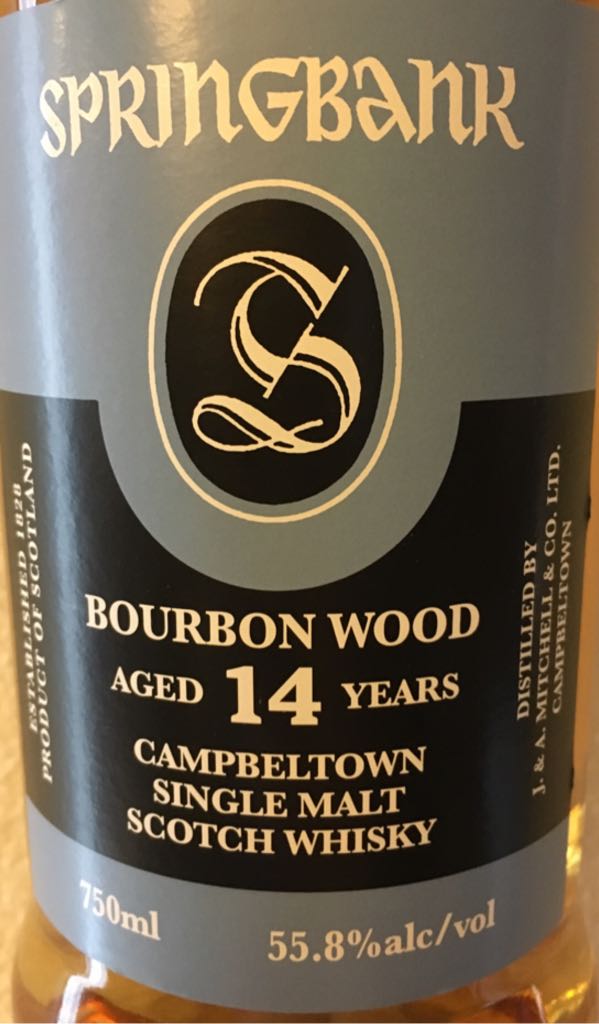 SPRINGBANK
S
ESTABLISHED 1828
PRODUCT OF SCOTLAND
BOURBON WOOD
AGED 14 YEARS
CAMPBELTOWN
SINGLE MALT
SCOTCH WHISKY
DISTILLED BY
J. & A. MITCHELL & CO. LTD.
CAMPBELTOWN
750ml
55.8%alc/vol